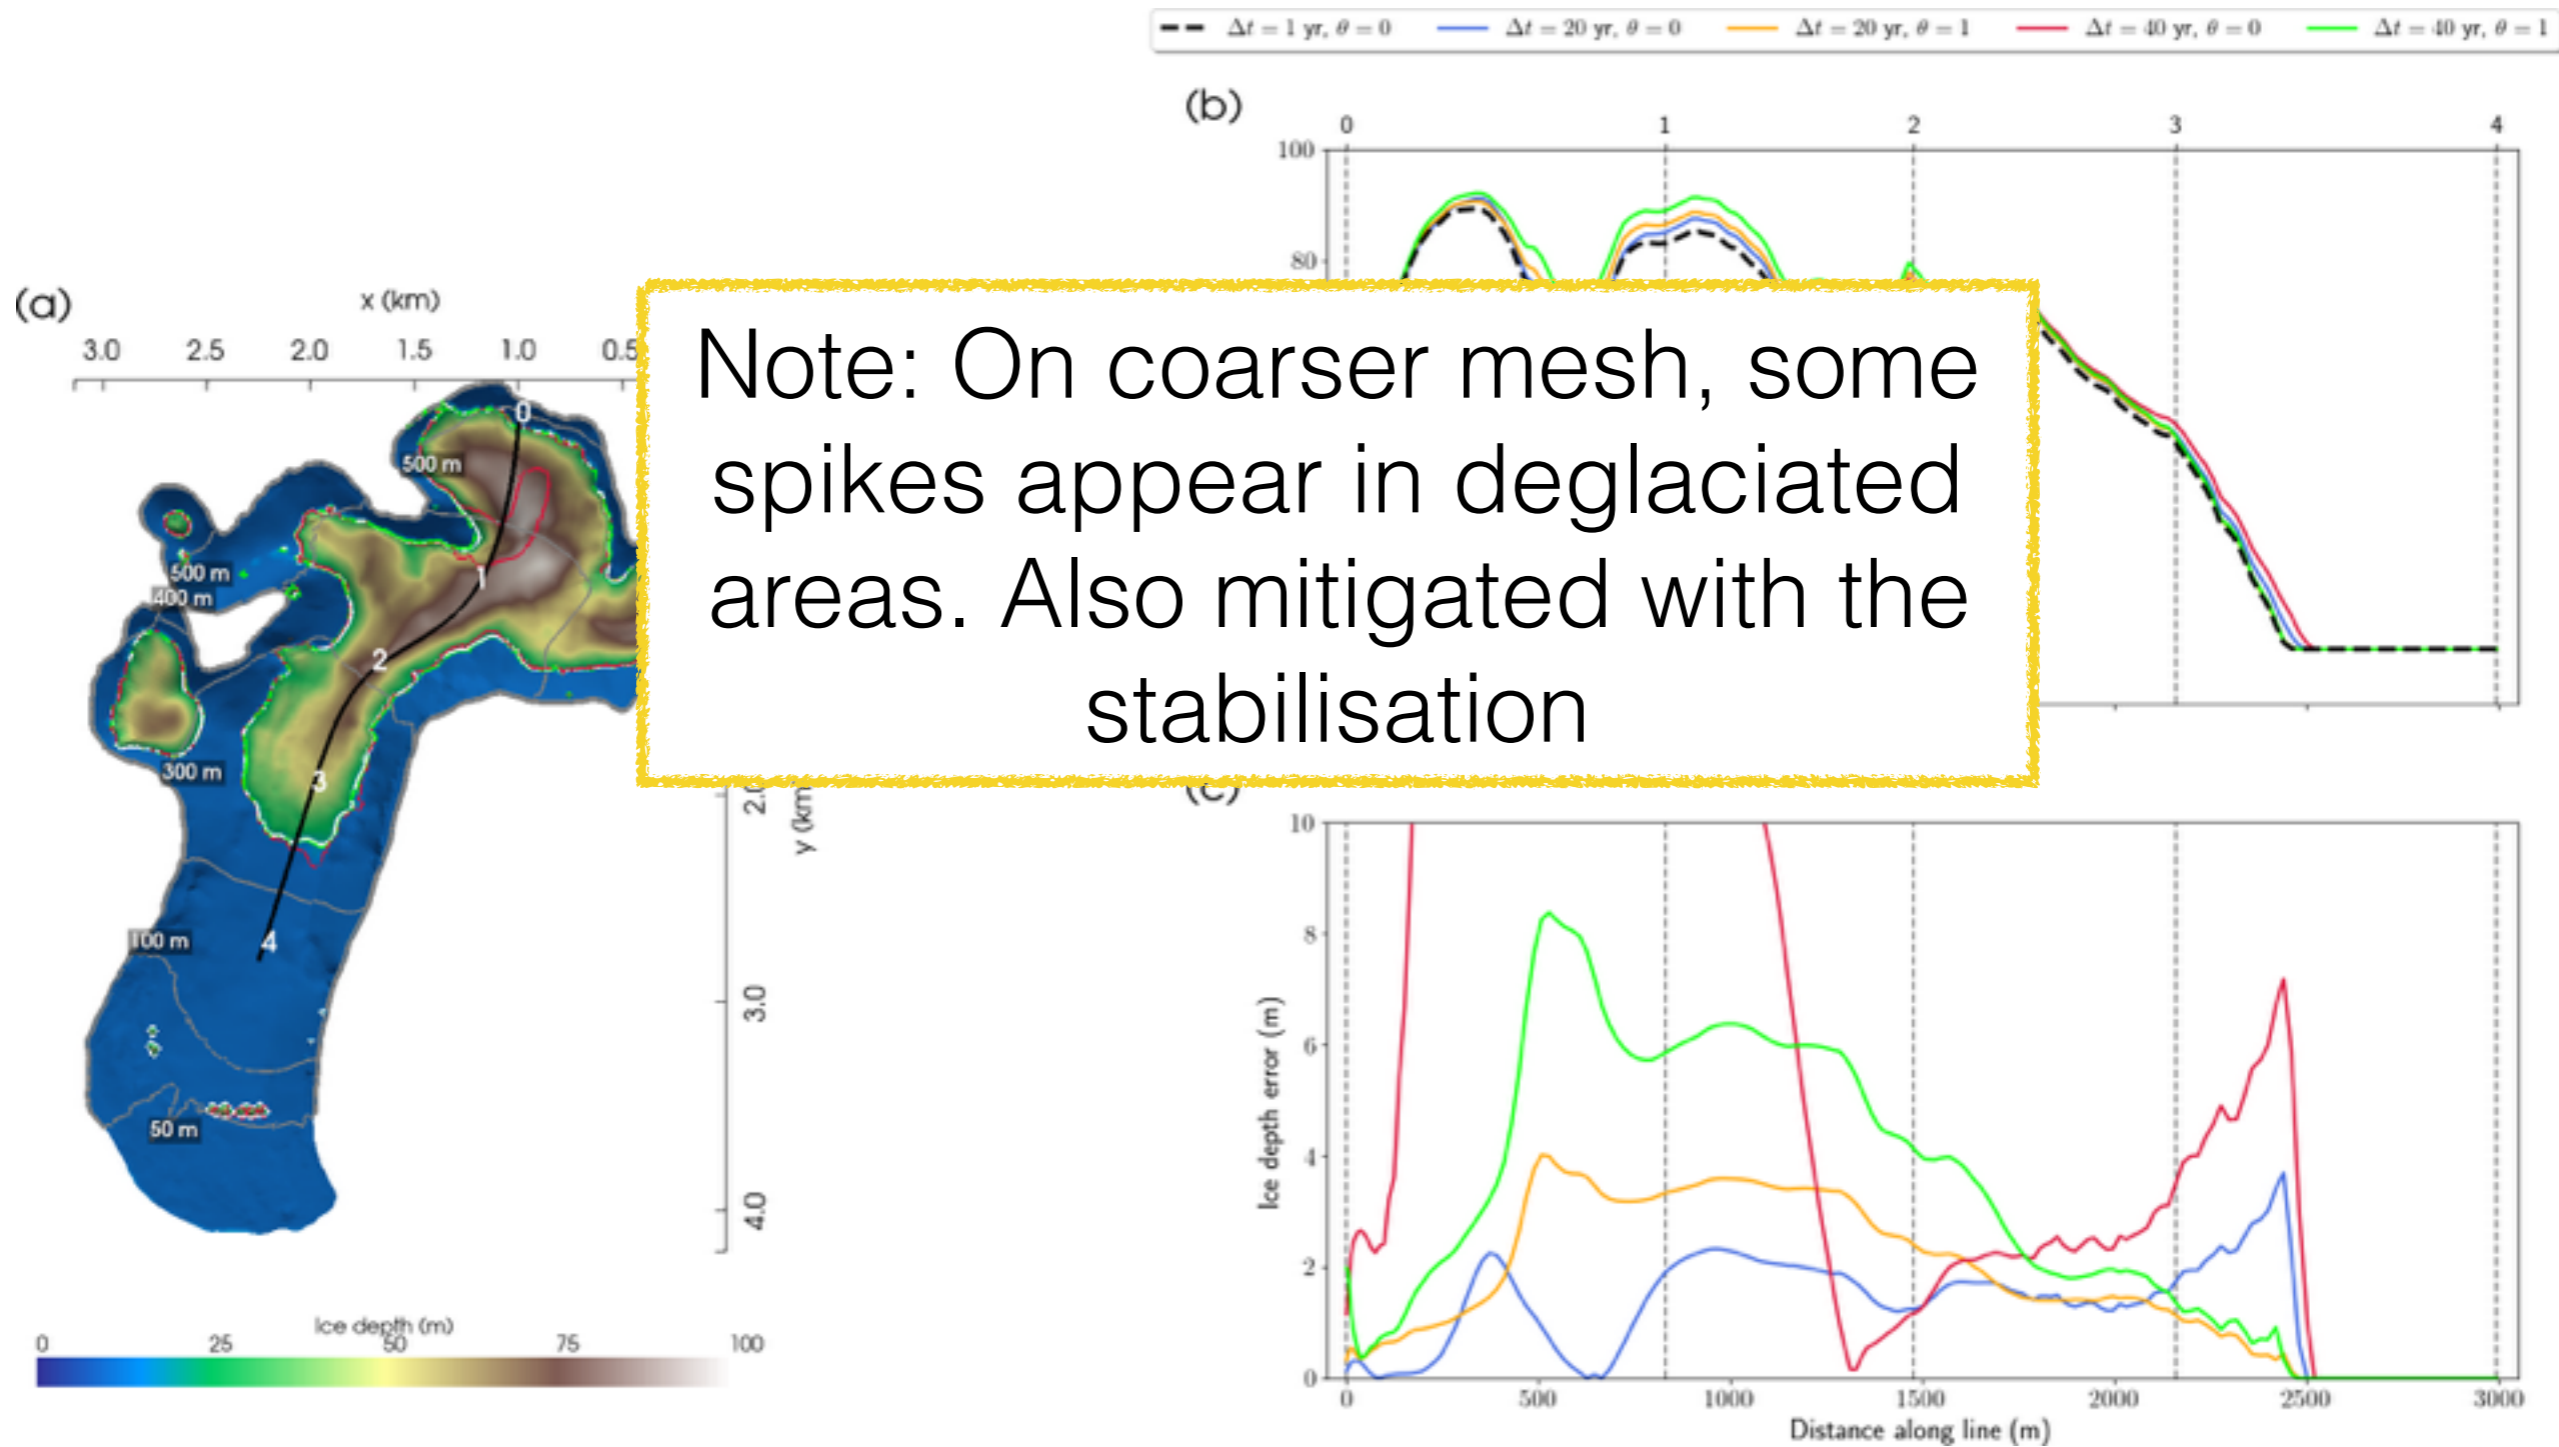 Δt = 1 yr, θ = 0 Δt = 20 yr, θ = 0 Δt = 20 yr, θ = 1 Δt = 40 yr, θ = 0 Δt = 40 yr, θ = 1
(b)
0 1 2 3 4
100
80
(a)
x (km)
3.0 2.5 2.0 1.5 1.0 0.5
0
500 m
1
500 m
400 m
2
300 m
3
100 m
4
50 m
2.0
y (km
3.0
4.0
Ice depth (m)
0 25 50 75 100
Note: On coarser mesh, some
spikes appear in deglaciated
areas. Also mitigated with the
stabilisation
(c)
Ice depth error (m)
10
8
6
4
2
0
0 500 1000 1500 2000 2500 3000
Distance along line (m)